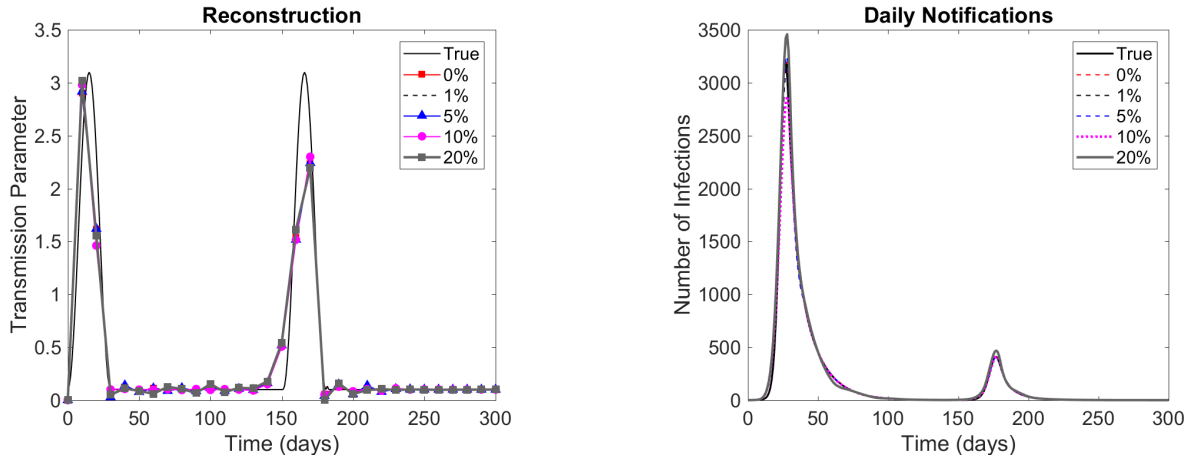 Reconstruction
3.5
3
2.5
2
1.5
1
0.5
0
Transmission Parameter
0 50 100 150 200 250 300
Time (days)
True
0%
1%
5%
10%
20%
Daily Notifications
3500
3000
2500
2000
1500
1000
500
0
Number of Infections
0 50 100 150 200 250 300
Time (days)
True
0%
1%
5%
10%
20%